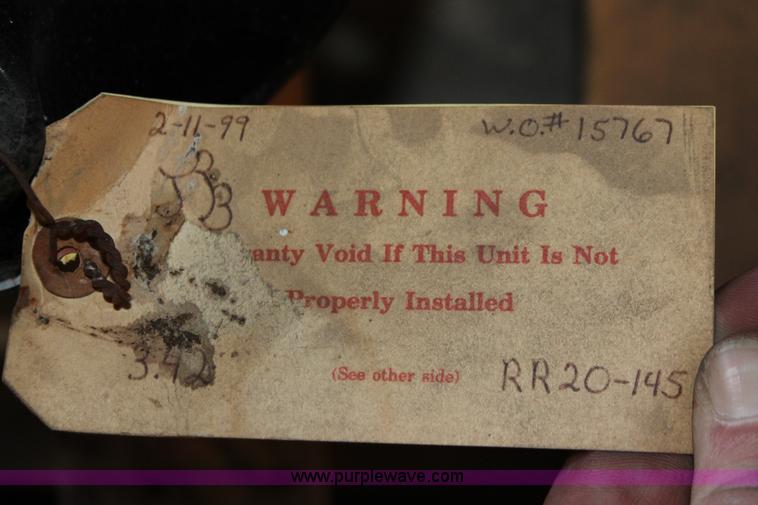 2-11-99 W.O.# 15767
WARNING
Void If This Unit Is Not
Properly Installed
3.42 (See other side) RR20-145
www.purplewave.com